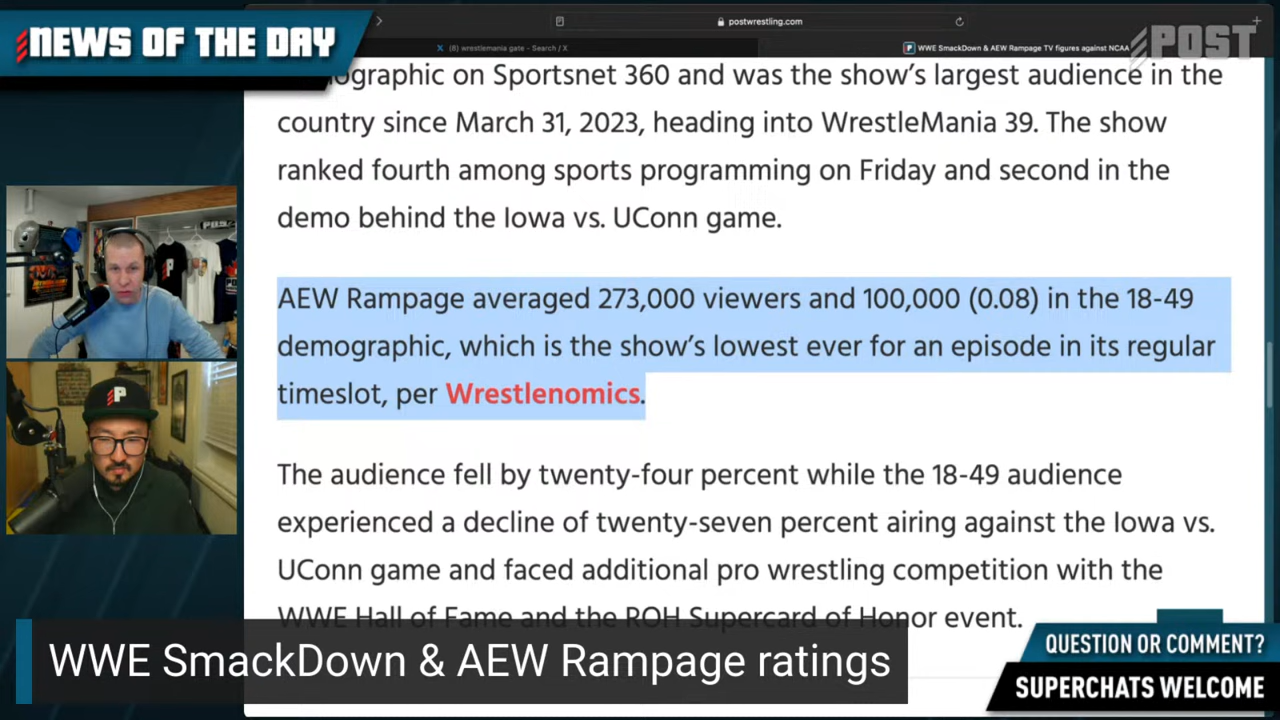 NEWS OF THE DAY
postwrestling.com
(8) wrestlemania gate - Search / X
WWE SmackDown & AEW Rampage TV figures against NCAA
POST
ographic on Sportsnet 360 and was the show's largest audience in the
country since March 31, 2023, heading into WrestleMania 39. The show
ranked fourth among sports programming on Friday and second in the
demo behind the Iowa vs. UConn game.
AEW Rampage averaged 273,000 viewers and 100,000 (0.08) in the 18-49
demographic, which is the show's lowest ever for an episode in its regular
timeslot, per Wrestlenomics.
The audience fell by twenty-four percent while the 18-49 audience
experienced a decline of twenty-seven percent airing against the Iowa vs.
UConn game and faced additional pro wrestling competition with the
WWE Hall of Fame and the ROH Supercard of Honor event.
WWE SmackDown & AEW Rampage ratings
QUESTION OR COMMENT?
SUPERCHATS WELCOME